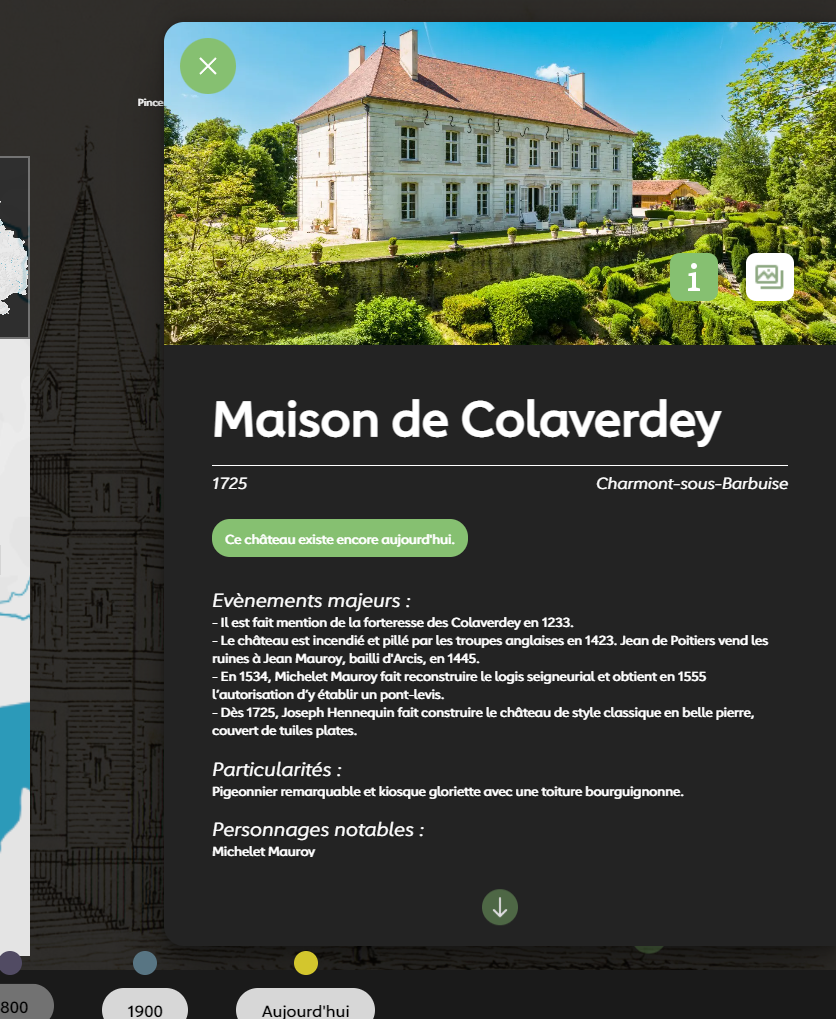 Maison de Colaverdey
1725
Charmont-sous-Barbuise
Ce château existe encore aujourd'hui.
Evènements majeurs :
- Il est fait mention de la forteresse des Colaverdey en 1233.
- Le château est incendié et pillé par les troupes anglaises en 1423. Jean de Poitiers vend les
ruines à Jean Mauroy, bailli d'Arcis, en 1445.
- En 1534, Michelet Mauroy fait reconstruire le logis seigneurial et obtient en 1555
l'autorisation d'y établir un pont-levis.
- Dès 1725, Joseph Hennequin fait construire le château de style classique en belle pierre,
couvert de tuiles plates.
Particularités :
Pigeonnier remarquable et kiosque gloriette avec une toiture bourguignonne.
Personnages notables :
Michelet Mauroy
1900
Aujourd'hui